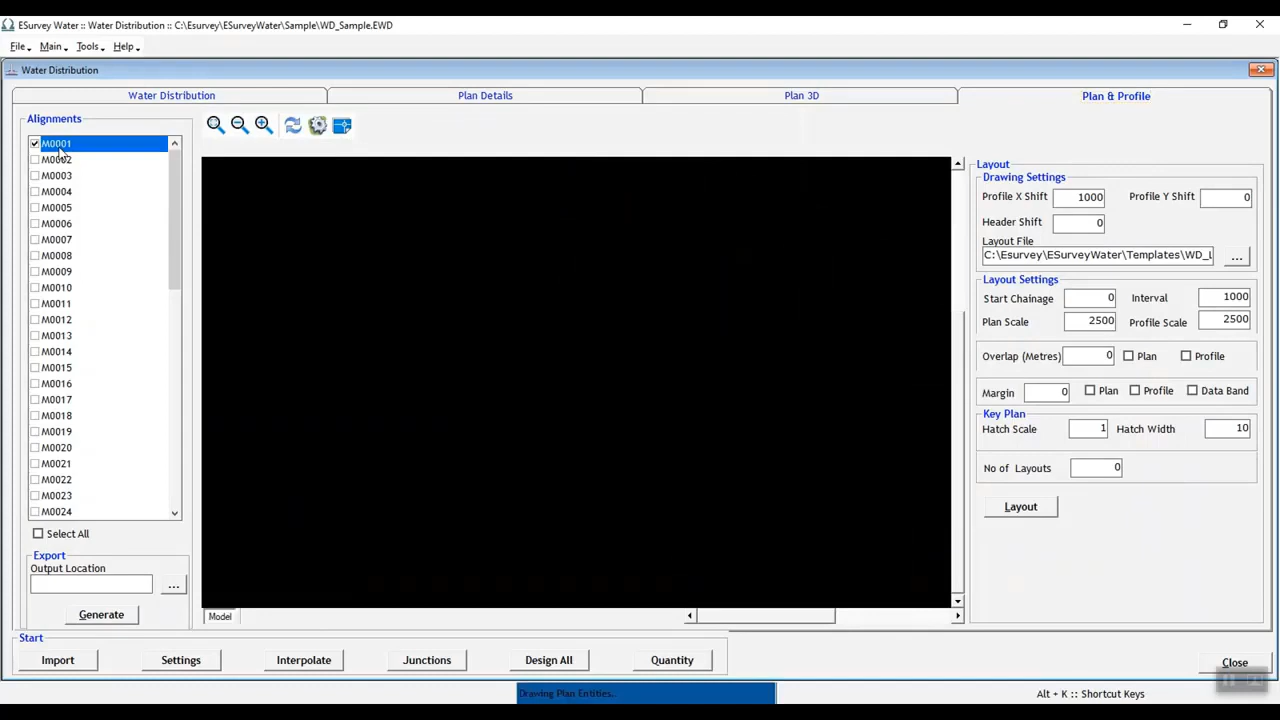 ESurvey Water :: Water Distribution :: C:\Esurvey\ESurveyWater\Sample\WD_Sample.EWD
File Main Tools Help
Water Distribution
Water Distribution Plan Details Plan 3D Plan & Profile
Alignments
M0001
M0002
M0003
M0004
M0005
M0006
M0007
M0008
M0009
M0010
M0011
M0012
M0013
M0014
M0015
M0016
M0017
M0018
M0019
M0020
M0021
M0022
M0023
M0024
Select All
Export
Output Location
...
Generate
Model
Layout
Drawing Settings
Profile X Shift 1000 Profile Y Shift 0
Header Shift 0
Layout File
C:\Esurvey\ESurveyWater\Templates\WD_L ...
Layout Settings
Start Chainage 0 Interval 1000
Plan Scale 2500 Profile Scale 2500
Overlap (Metres) 0 Plan Profile
Margin 0 Plan Profile Data Band
Key Plan
Hatch Scale 1 Hatch Width 10
No of Layouts 0
Layout
Start
Import Settings Interpolate Junctions Design All Quantity Close
Drawing Plan Entities.. Alt + K :: Shortcut Keys